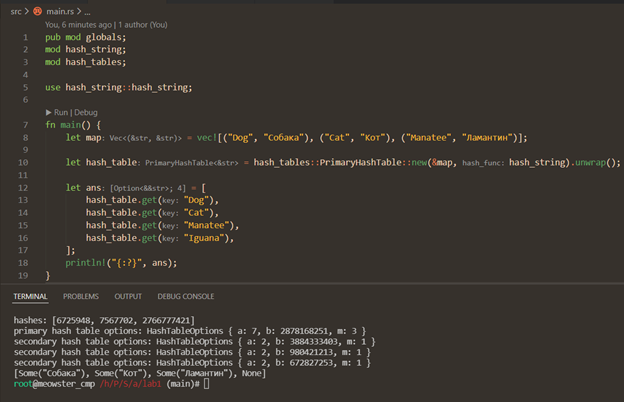 src > main.rs > ...
You, 6 minutes ago | 1 author (You)
1 pub mod globals;
2 mod hash_string;
3 mod hash_tables;
4
5 use hash_string::hash_string;
6
▶ Run | Debug
7 fn main() {
8 let map: Vec<(&str, &str)> = vec![("Dog", "Собака"), ("Cat", "Кот"), ("Manatee", "Ламантин")];
9
10 let hash_table: PrimaryHashTable<&str> = hash_tables::PrimaryHashTable::new(&map, hash_func: hash_string).unwrap();
11
12 let ans: [Option<&&str>; 4] = [
13 hash_table.get(key: "Dog"),
14 hash_table.get(key: "Cat"),
15 hash_table.get(key: "Manatee"),
16 hash_table.get(key: "Iguana"),
17 ];
18 println!("{:?}", ans);
19 }
TERMINAL PROBLEMS OUTPUT DEBUG CONSOLE
hashes: [6725948, 7567702, 2766777421]
primary hash table options: HashTableOptions { a: 7, b: 2878168251, m: 3 }
secondary hash table options: HashTableOptions { a: 2, b: 3884333403, m: 1 }
secondary hash table options: HashTableOptions { a: 2, b: 980421213, m: 1 }
secondary hash table options: HashTableOptions { a: 2, b: 672827253, m: 1 }
[Some("Собака"), Some("Кот"), Some("Ламантин"), None]
root@meowster_cmp /h/P/S/a/lab1 (main)#